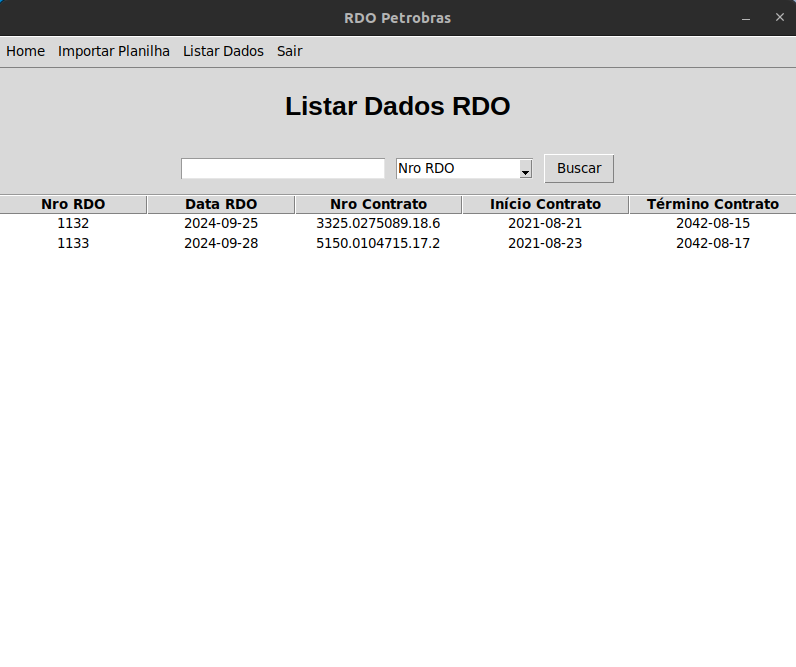 RDO Petrobras
Home Importar Planilha Listar Dados Sair
Listar Dados RDO
Nro RDO Buscar
Nro RDO Data RDO Nro Contrato Início Contrato Término Contrato
1132 2024-09-25 3325.0275089.18.6 2021-08-21 2042-08-15
1133 2024-09-28 5150.0104715.17.2 2021-08-23 2042-08-17